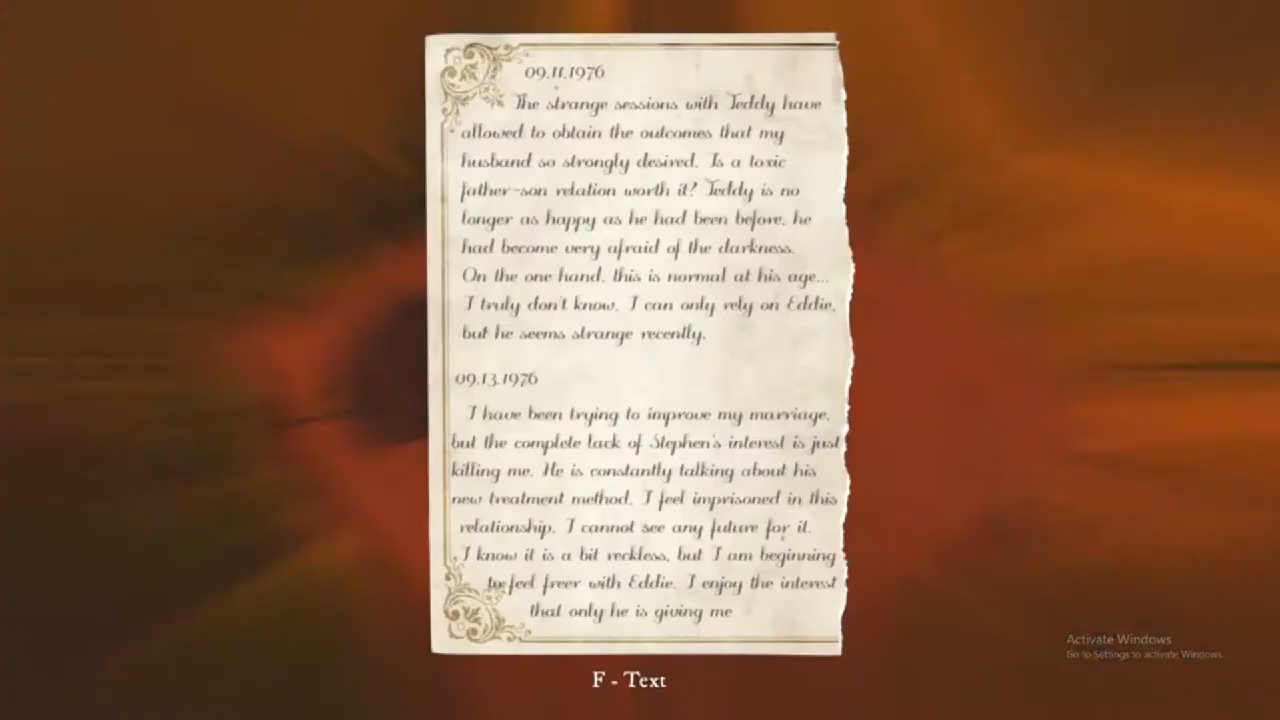 09.11.1976
The strange sessions with Teddy have
allowed to obtain the outcomes that my
husband so strongly desired. Is a toxic
father-son relation worth it? Teddy is no
longer as happy as he had been before, he
had become very afraid of the darkness.
On the one hand, this is normal at his age...
I truly don't know. I can only rely on Eddie,
but he seems strange recently.
09.13.1976
I have been trying to improve my marriage,
but the complete lack of Stephen's interest is just
killing me. He is constantly talking about his
new treatment method. I feel imprisoned in this
relationship. I cannot see any future for it.
I know it is a bit reckless, but I am beginning
to feel freer with Eddie. I enjoy the interest
that only he is giving me
F - Text
Activate Windows
Go to Settings to activate Windows.